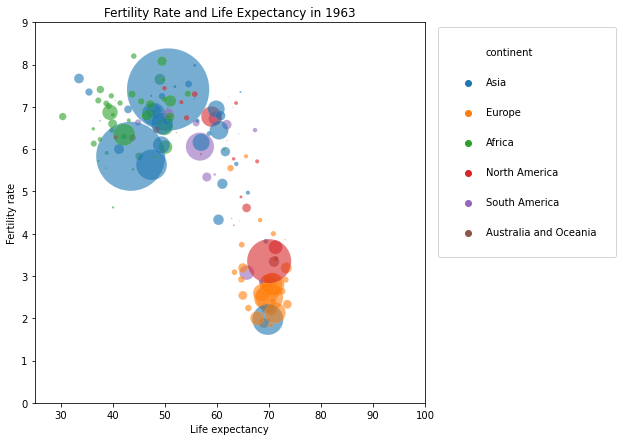 Fertility Rate and Life Expectancy in 1963
9
8
7
6
5
4
3
2
1
0
Fertility rate
30 40 50 60 70 80 90 100
Life expectancy
continent
Asia
Europe
Africa
North America
South America
Australia and Oceania